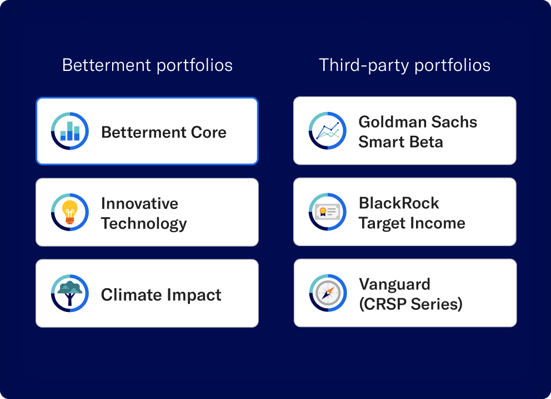 Betterment portfolios
Betterment Core
Innovative
Technology
Climate Impact
Third-party portfolios
Goldman Sachs
Smart Beta
BlackRock
Target Income
Vanguard
(CRSP Series)